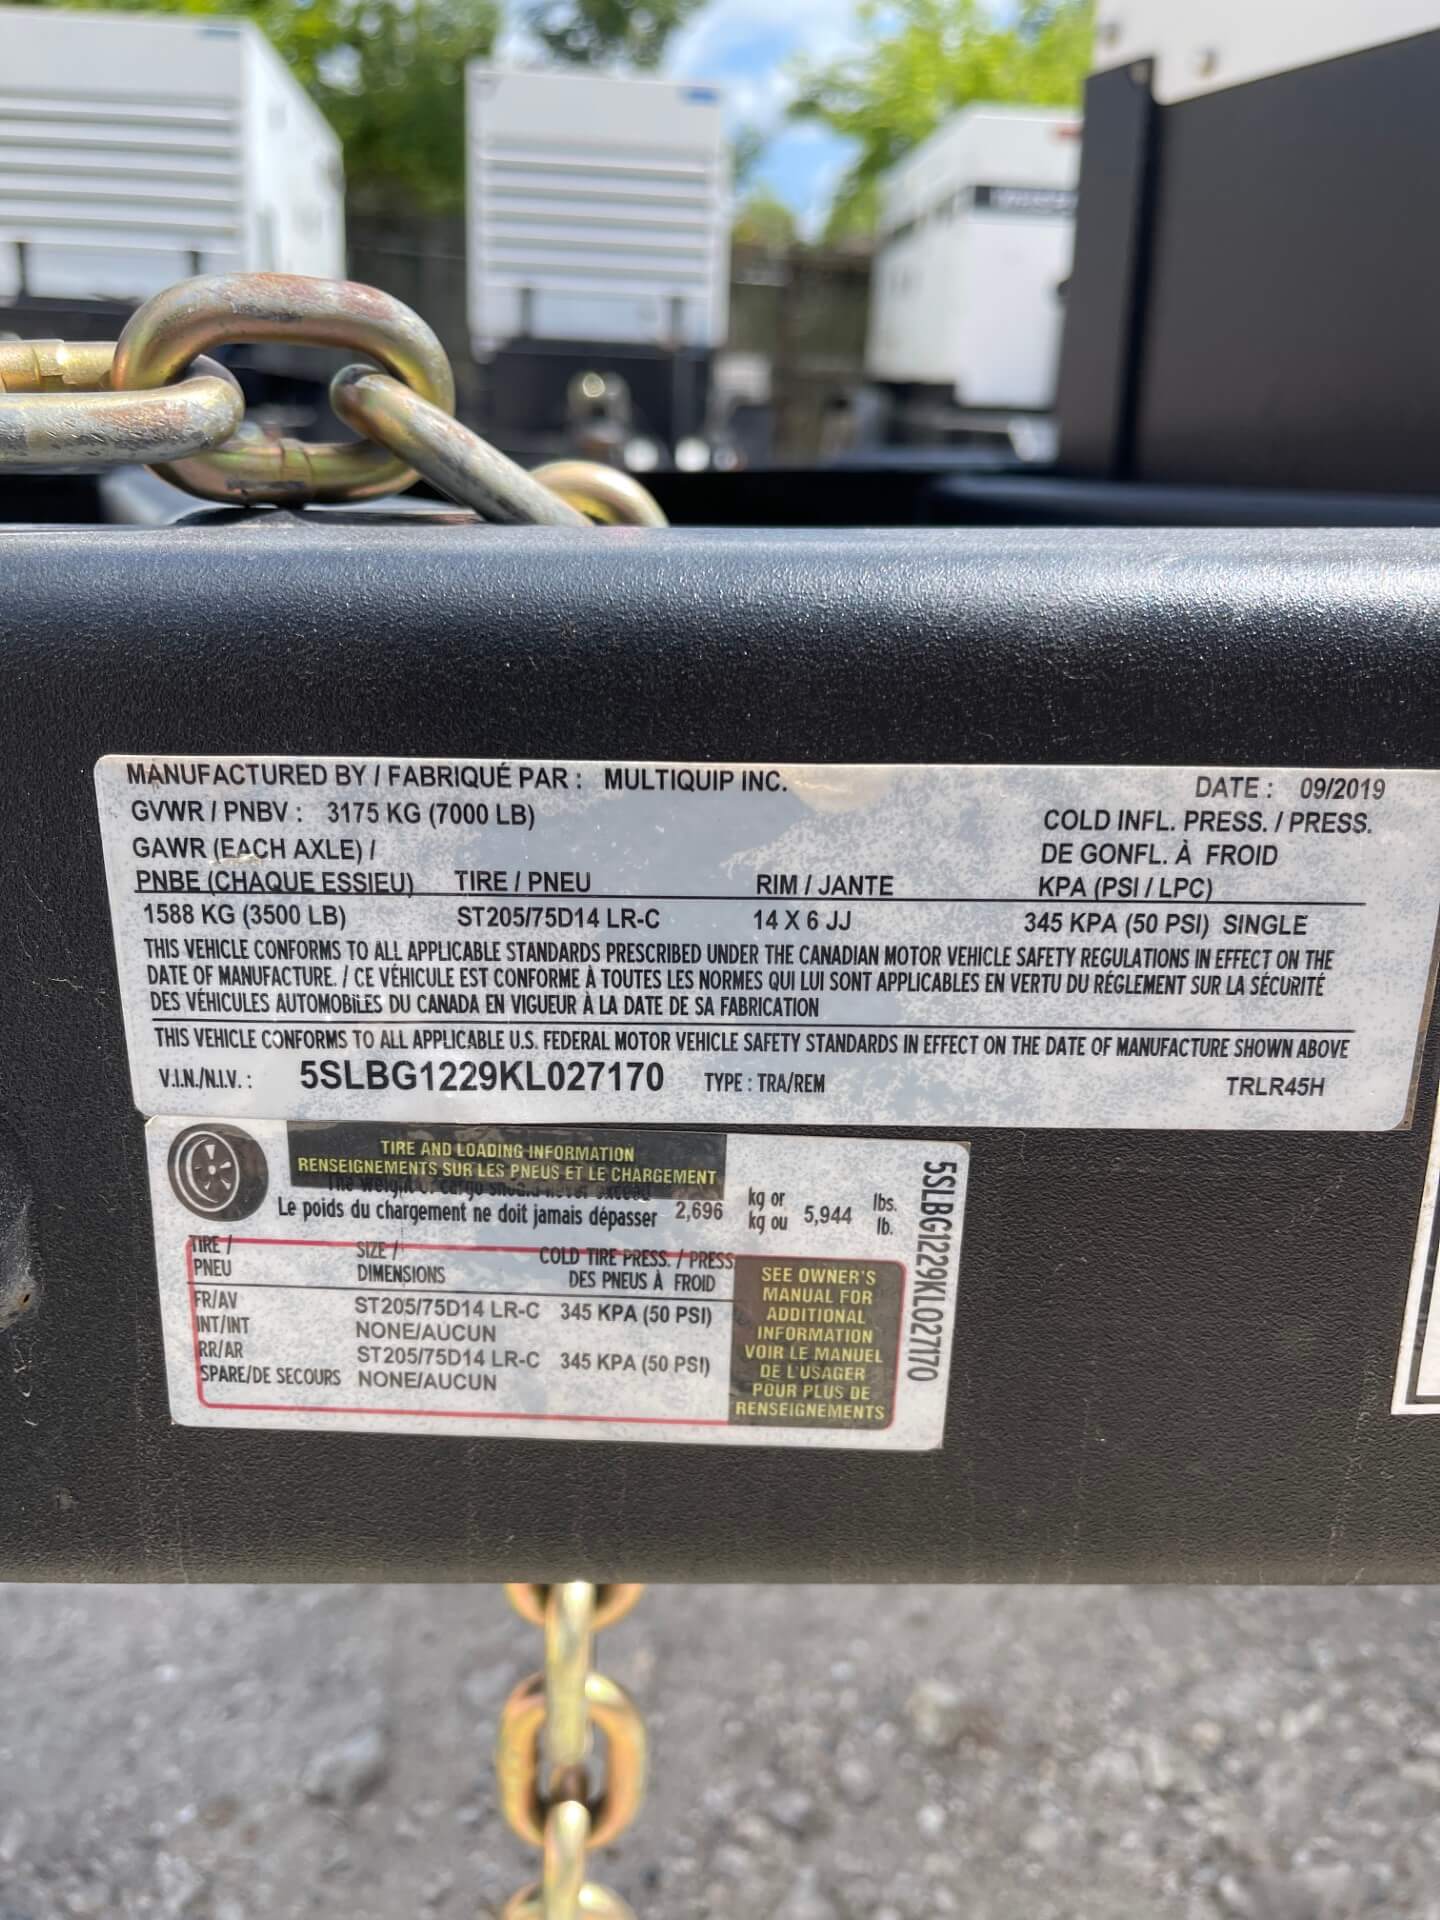 MANUFACTURED BY / FABRIQUÉ PAR : MULTIQUIP INC. DATE : 09/2019
GVWR / PNBV : 3175 KG (7000 LB) COLD INFL. PRESS. / PRESS.
GAWR (EACH AXLE) / DE GONFL. À FROID
PNBE (CHAQUE ESSIEU) TIRE / PNEU RIM / JANTE KPA (PSI / LPC)
1588 KG (3500 LB) ST205/75D14 LR-C 14 X 6 JJ 345 KPA (50 PSI) SINGLE
THIS VEHICLE CONFORMS TO ALL APPLICABLE STANDARDS PRESCRIBED UNDER THE CANADIAN MOTOR VEHICLE SAFETY REGULATIONS IN EFFECT ON THE
DATE OF MANUFACTURE. / CE VÉHICULE EST CONFORME À TOUTES LES NORMES QUI LUI SONT APPLICABLES EN VERTU DU RÉGLEMENT SUR LA SÉCURITÉ
DES VÉHICULES AUTOMOBILES DU CANADA EN VIGUEUR À LA DATE DE SA FABRICATION
THIS VEHICLE CONFORMS TO ALL APPLICABLE U.S. FEDERAL MOTOR VEHICLE SAFETY STANDARDS IN EFFECT ON THE DATE OF MANUFACTURE SHOWN ABOVE
V.I.N./N.I.V. : 5SLBG1229KL027170 TYPE : TRA/REM TRLR45H
TIRE AND LOADING INFORMATION
RENSEIGNEMENTS SUR LES PNEUS ET LE CHARGEMENT
The weight of cargo should never exceed kg or lbs.
Le poids du chargement ne doit jamais dépasser 2,696 kg ou 5,944 lb.
TIRE / SIZE / COLD TIRE PRESS. / PRESS
PNEU DIMENSIONS DES PNEUS À FROID
FR/AV ST205/75D14 LR-C 345 KPA (50 PSI)
INT/INT NONE/AUCUN
RR/AR ST205/75D14 LR-C 345 KPA (50 PSI)
SPARE/DE SECOURS NONE/AUCUN
SEE OWNER'S
MANUAL FOR
ADDITIONAL
INFORMATION
VOIR LE MANUEL
DE L'USAGER
POUR PLUS DE
RENSEIGNEMENTS
5SLBG1229KL027170